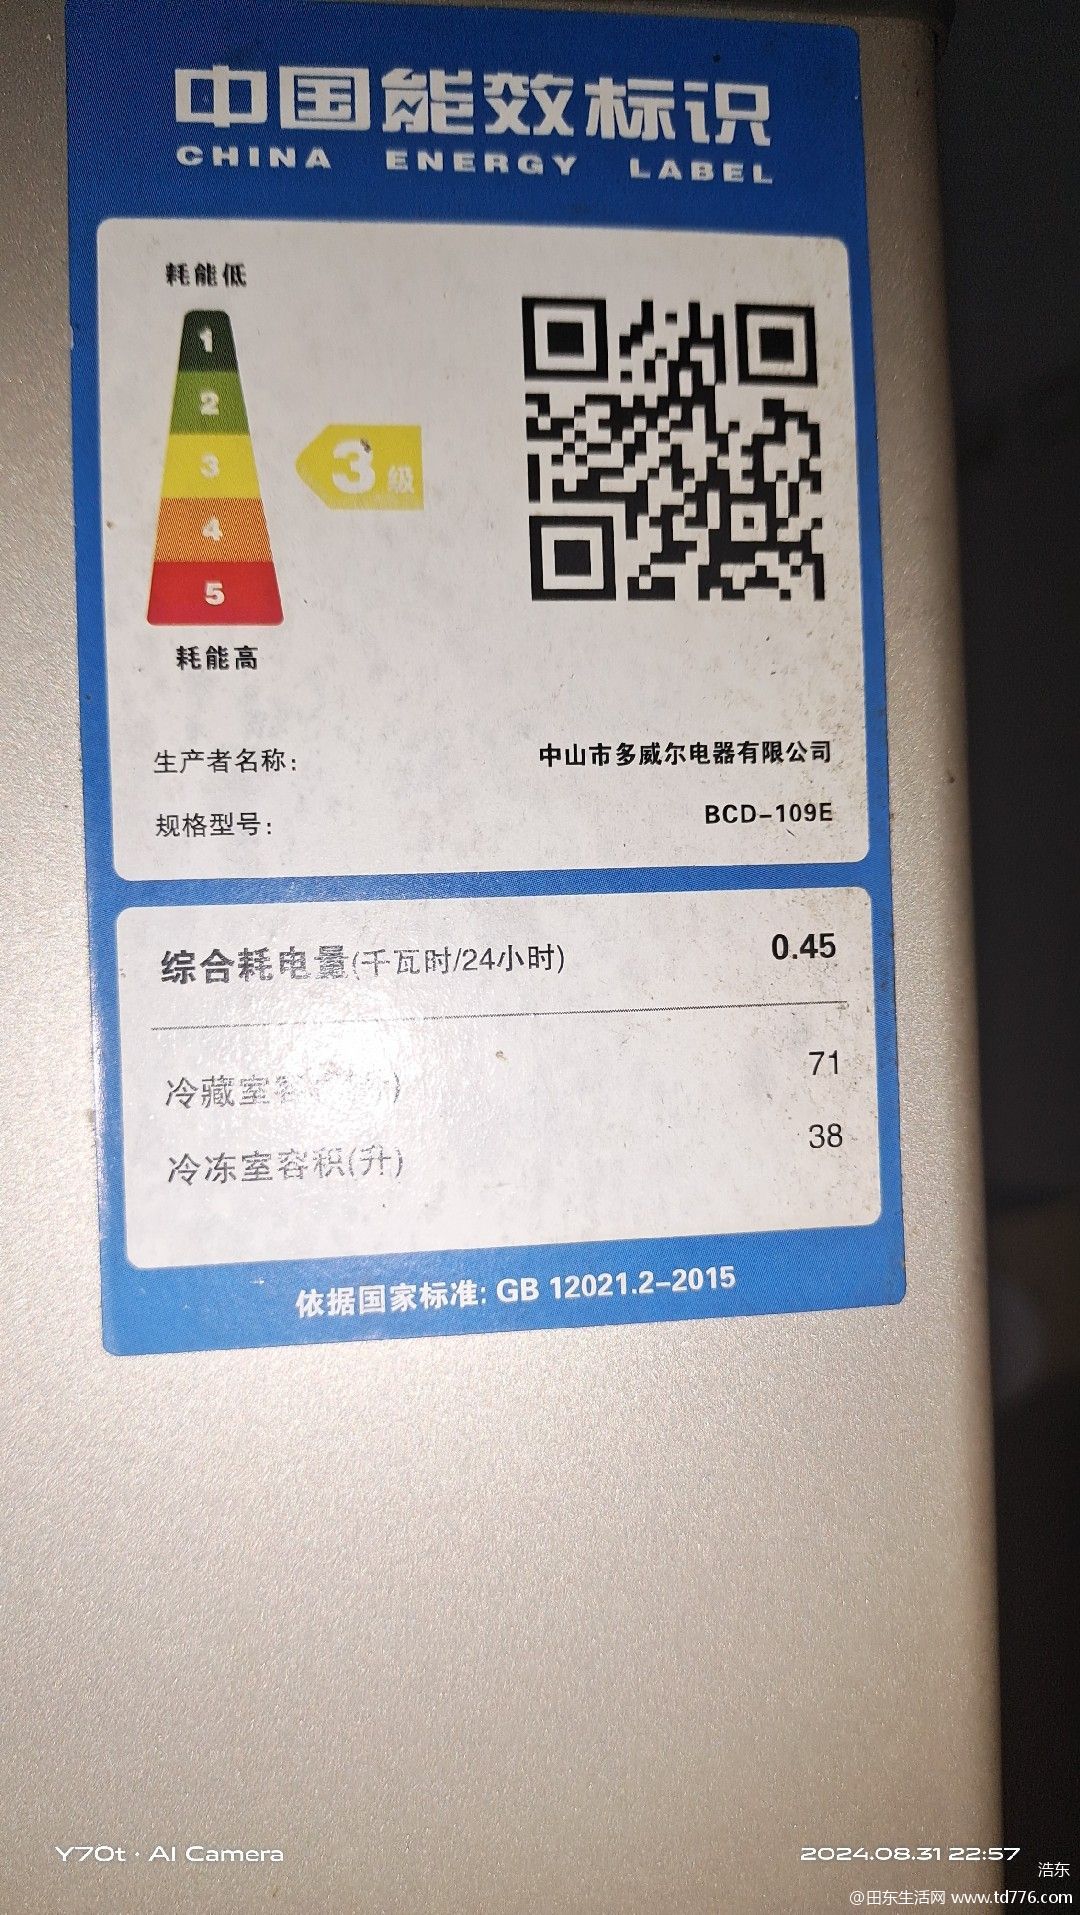 中国能效标识
CHINA ENERGY LABEL
耗能低
1
2
3
4
5
3级
耗能高
生产者名称: 中山市多威尔电器有限公司
规格型号: BCD-109E
综合耗电量(千瓦时/24小时) 0.45
冷藏室 71
冷冻室容积(升) 38
依据国家标准: GB 12021.2-2015
Y70t · AI Camera
2024.08.31 22:57
浩东
@田东生活网 www.td776.com